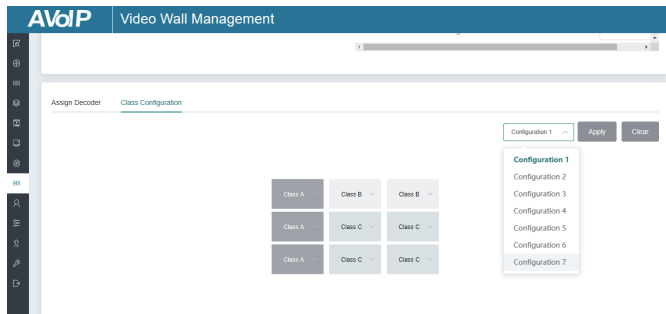 AVoIP Video Wall Management
Assign Decoder Class Configuration
Configuration 1 Apply Clear
Configuration 1
Configuration 2
Configuration 3
Configuration 4
Configuration 5
Configuration 6
Configuration 7
Class A Class B Class B
Class A Class C Class C
Class A Class C Class C